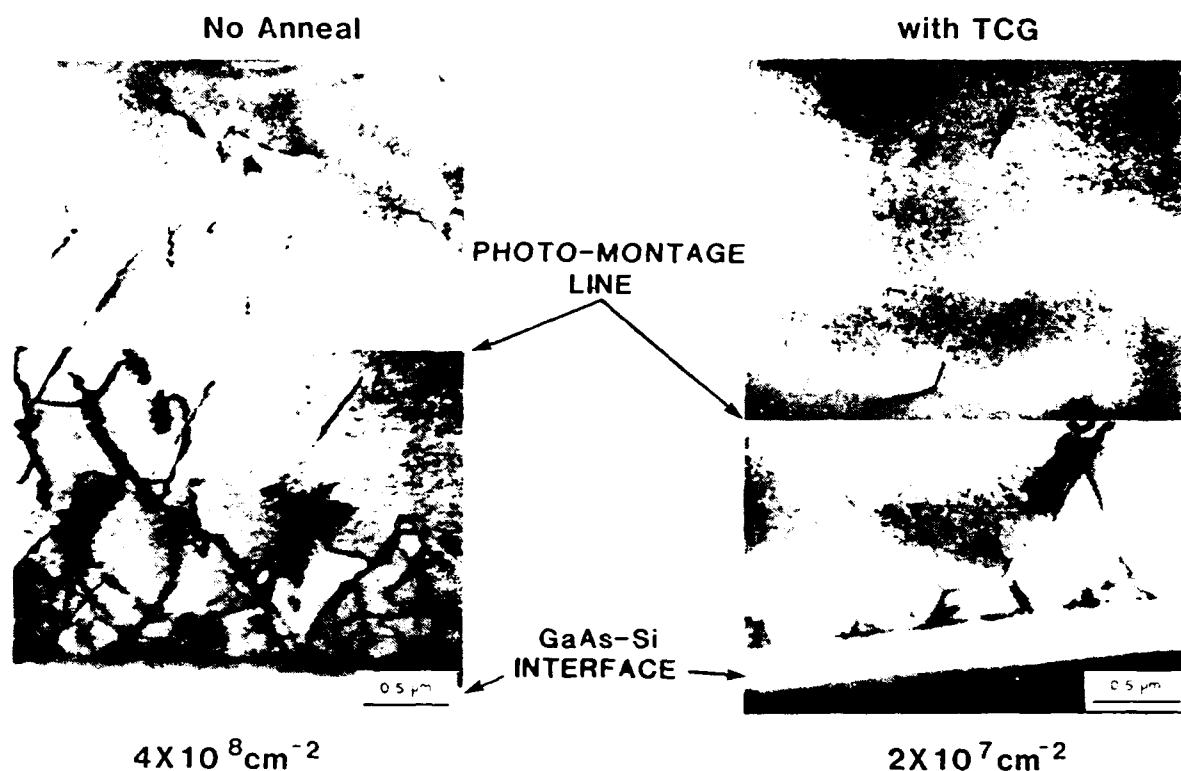 No Anneal
with TCG
PHOTO-MONTAGE
LINE
GaAs-Si
INTERFACE
0.5 μm
0.5 μm
4X10⁸cm⁻²
2X10⁷cm⁻²